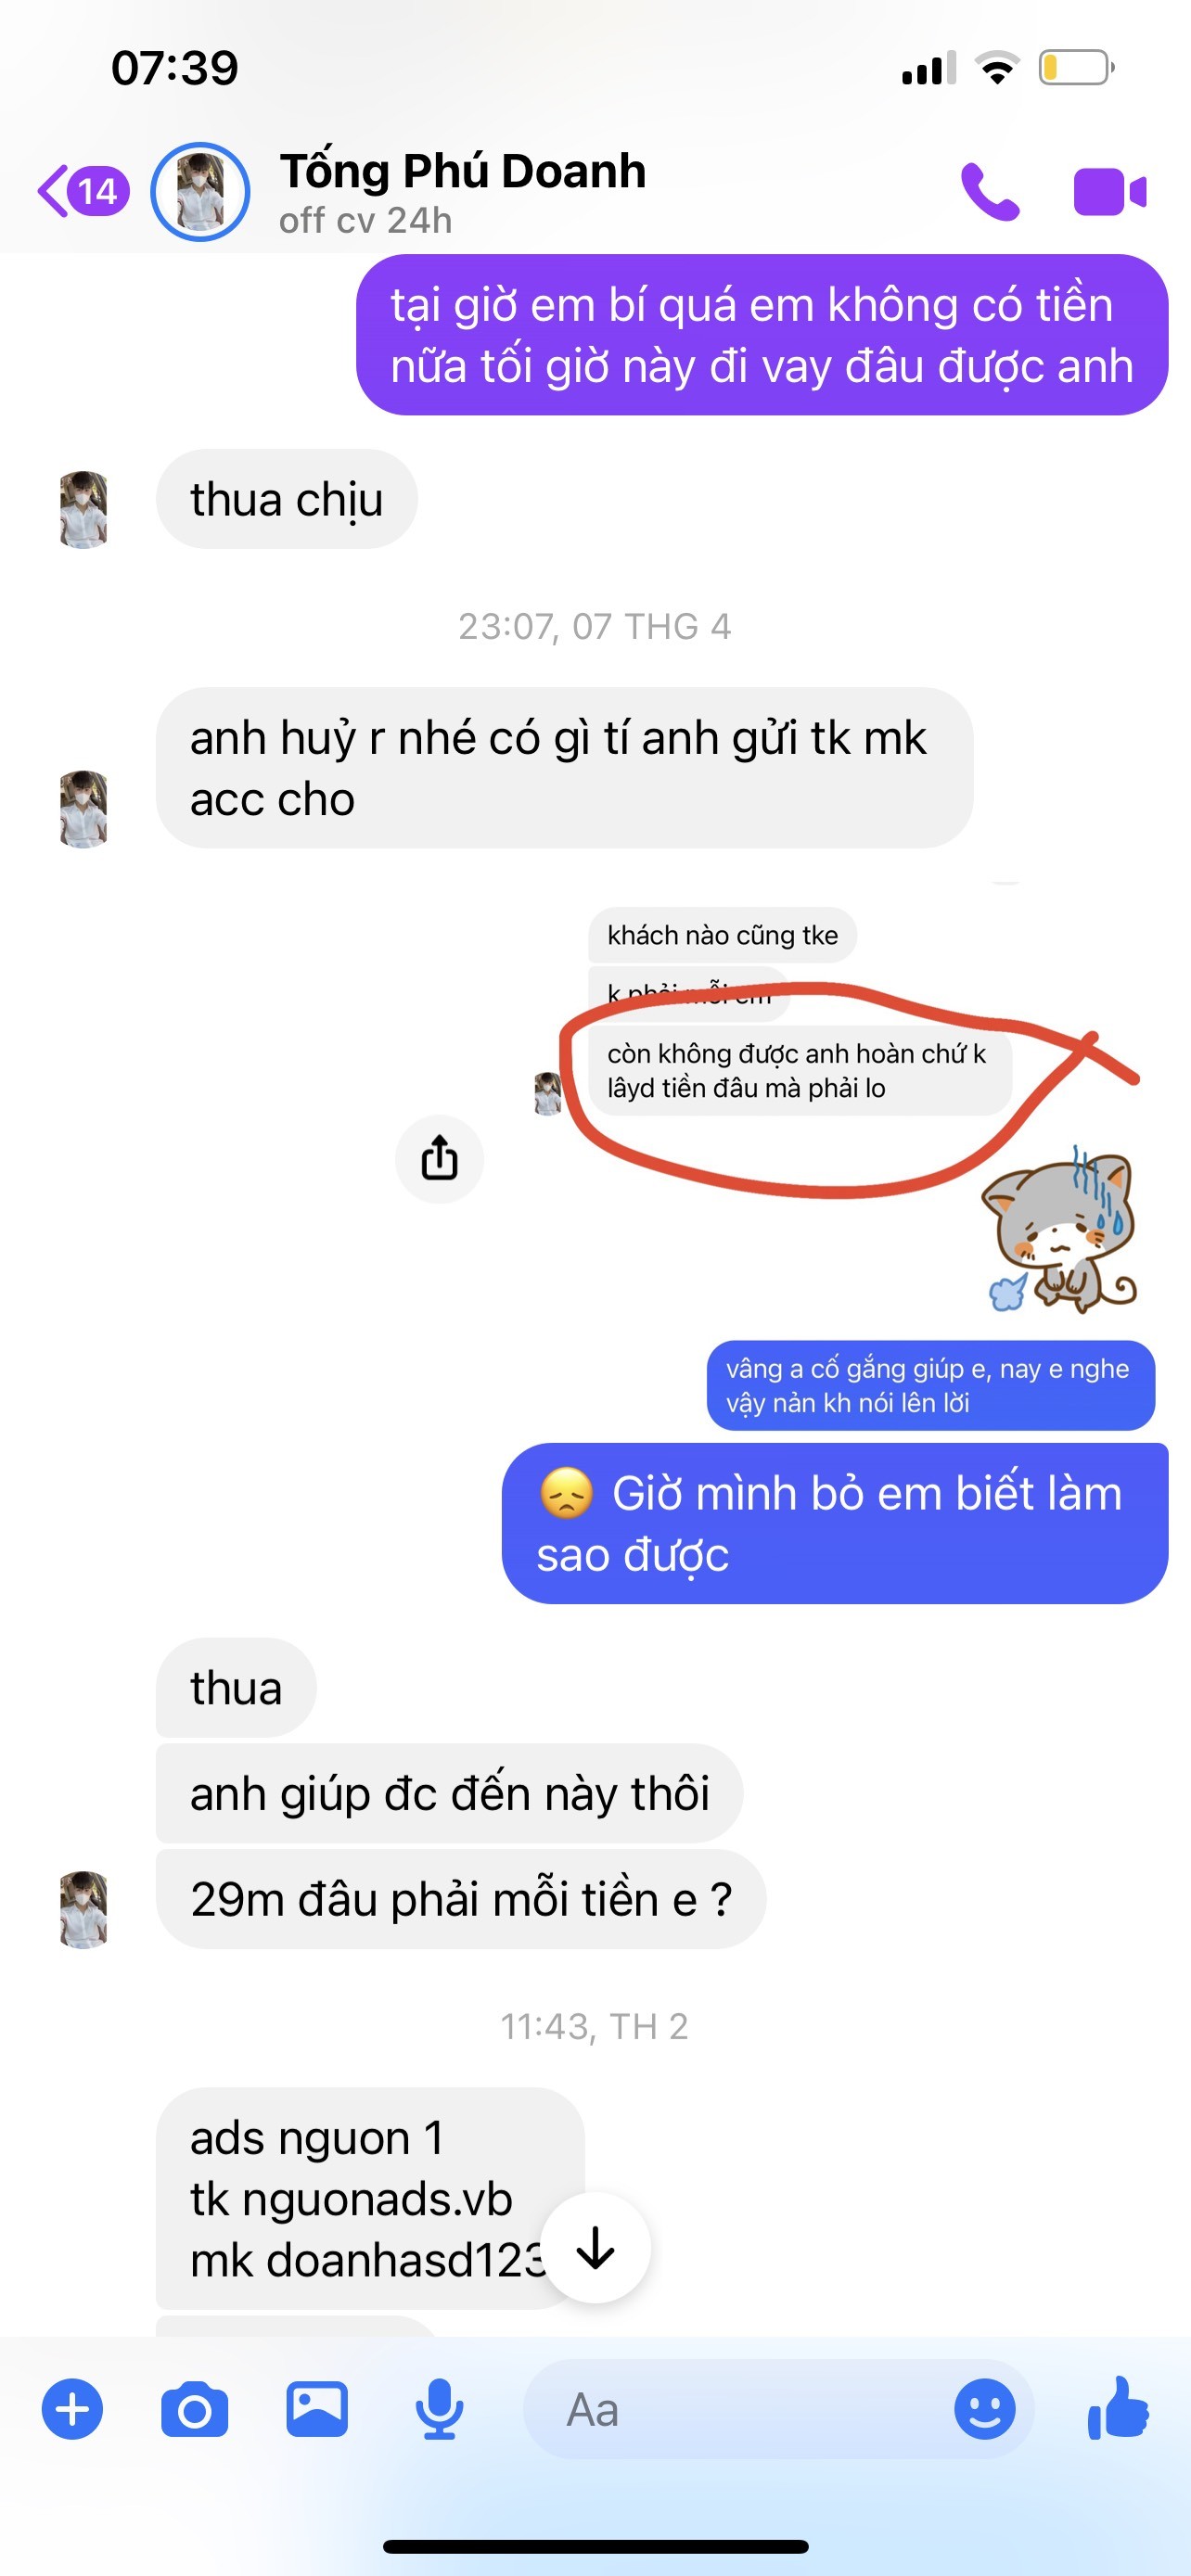 07:39
14
Tống Phú Doanh
off cv 24h
tại giờ em bí quá em không có tiền
nữa tối giờ này đi vay đâu được anh
thua chịu
23:07, 07 THG 4
anh huỷ r nhé có gì tí anh gửi tk mk
acc cho
khách nào cũng tke
k phải mỗi em
còn không được anh hoàn chứ k
lâyd tiền đâu mà phải lo
vâng a cố gắng giúp e, nay e nghe
vậy nản kh nói lên lời
😞 Giờ mình bỏ em biết làm
sao được
thua
anh giúp đc đến này thôi
29m đâu phải mỗi tiền e ?
11:43, TH 2
ads nguon 1
tk nguonads.vb
mk doanhasd123
Aa